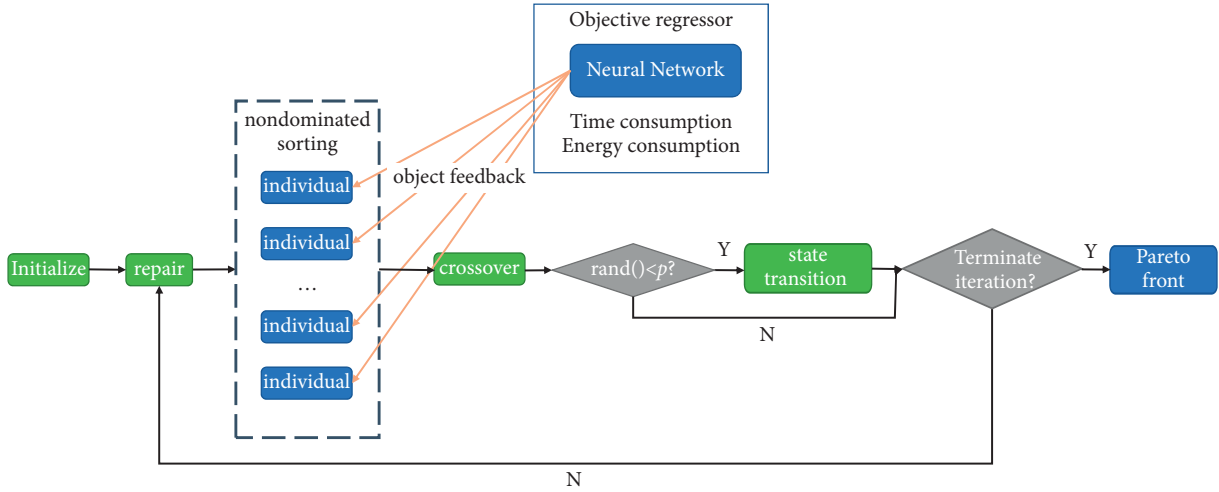 Objective regressor
Neural Network
Time consumption
Energy consumption
nondominated
sorting
object feedback
individual
individual
...
individual
individual
Initialize
repair
crossover
rand()<p?
Y
state
transition
N
Terminate
iteration?
Y
Pareto
front
N